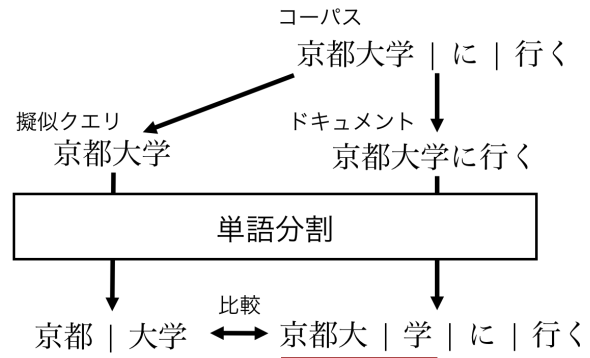 コーパス
京都大学 | に | 行く
擬似クエリ
ドキュメント
京都大学
京都大学に行く
単語分割
比較
京都 | 大学
京都大 | 学 | に | 行く